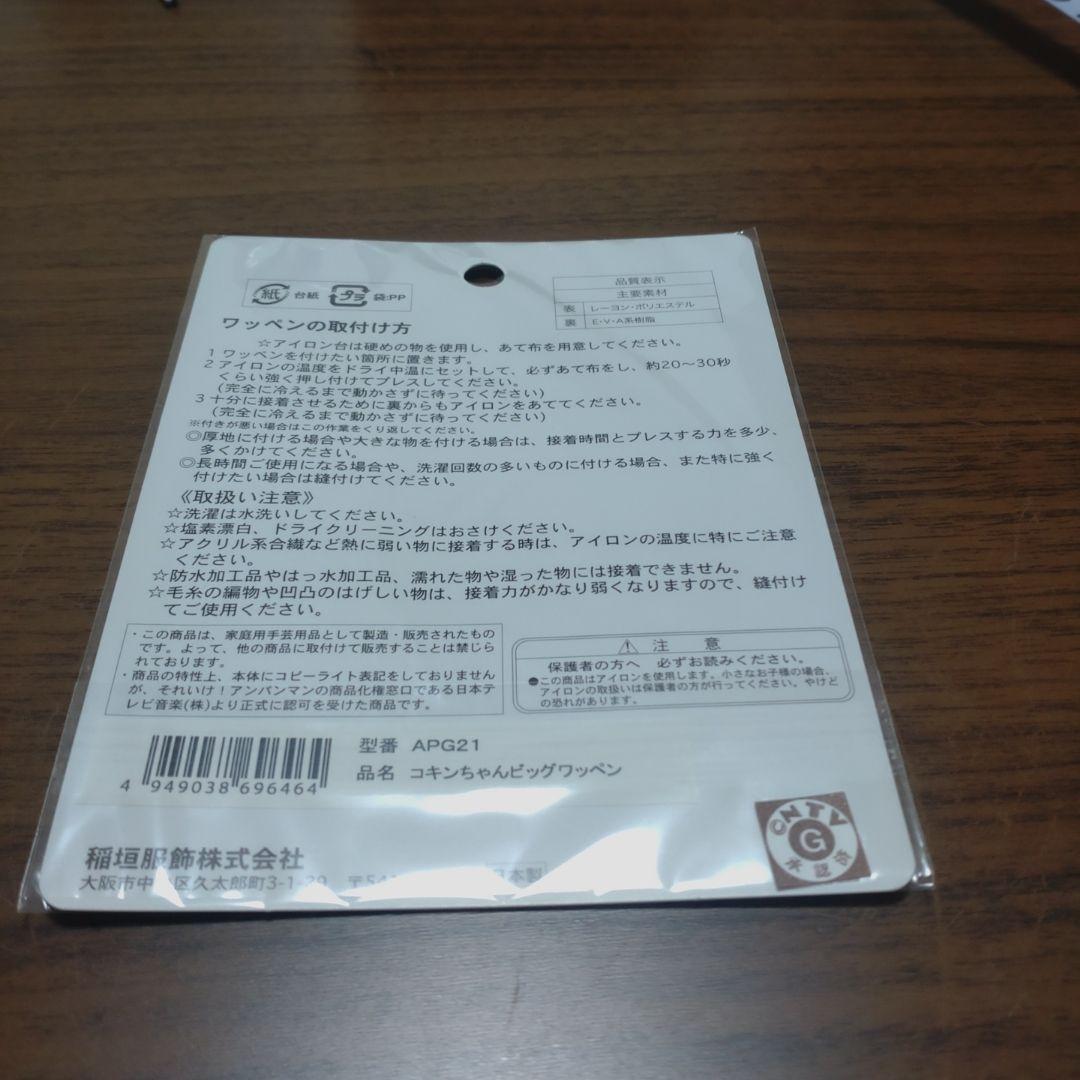 紙 台紙 プラ 袋:PP
品質表示
主要素材
表 レーヨン・ポリエステル
裏 E・V・A系樹脂
ワッペンの取付け方
☆アイロン台は硬めの物を使用し、あて布を用意してください。
1 ワッペンを付けたい箇所に置きます。
2 アイロンの温度をドライ中温にセットして、必ずあて布をし、約20〜30秒
くらい強く押し付けてプレスしてください。
(完全に冷えるまで動かさずに待ってください)
3 十分に接着させるために裏からもアイロンをあててください。
(完全に冷えるまで動かさずに待ってください)
※付きが悪い場合はこの作業をくり返してください。
◎厚地に付ける場合や大きな物を付ける場合は、接着時間とプレスする力を多少、
多くかけてください。
◎長時間ご使用になる場合や、洗濯回数の多いものに付ける場合、また特に強く
付けたい場合は縫付けてください。
《取扱い注意》
☆洗濯は水洗いしてください。
☆塩素漂白、ドライクリーニングはおさけください。
☆アクリル系合繊など熱に弱い物に接着する時は、アイロンの温度に特にご注意
ください。
☆防水加工品やはっ水加工品、濡れた物や湿った物には接着できません。
☆毛糸の編物や凹凸のはげしい物は、接着力がかなり弱くなりますので、縫付け
てご使用ください。
・この商品は、家庭用手芸用品として製造・販売されたもの
です。よって、他の商品に取付けて販売することは禁じら
れております。
・商品の特性上、本体にコピーライト表記をしておりません
が、それいけ!アンパンマンの商品化権窓口である日本テ
レビ音楽(株)より正式に認可を受けた商品です。
⚠ 注 意
保護者の方へ 必ずお読みください。
●この商品はアイロンを使用します。小さなお子様の場合、
アイロンの取扱いは保護者の方が行ってください。やけど
の恐れがあります。
4 949038 696464
型番 APG21
品名 コキンちゃんビッグワッペン
稲垣服飾株式会社
大阪市中央区久太郎町3-1-29 〒541 日本製
CNTV
G
承認